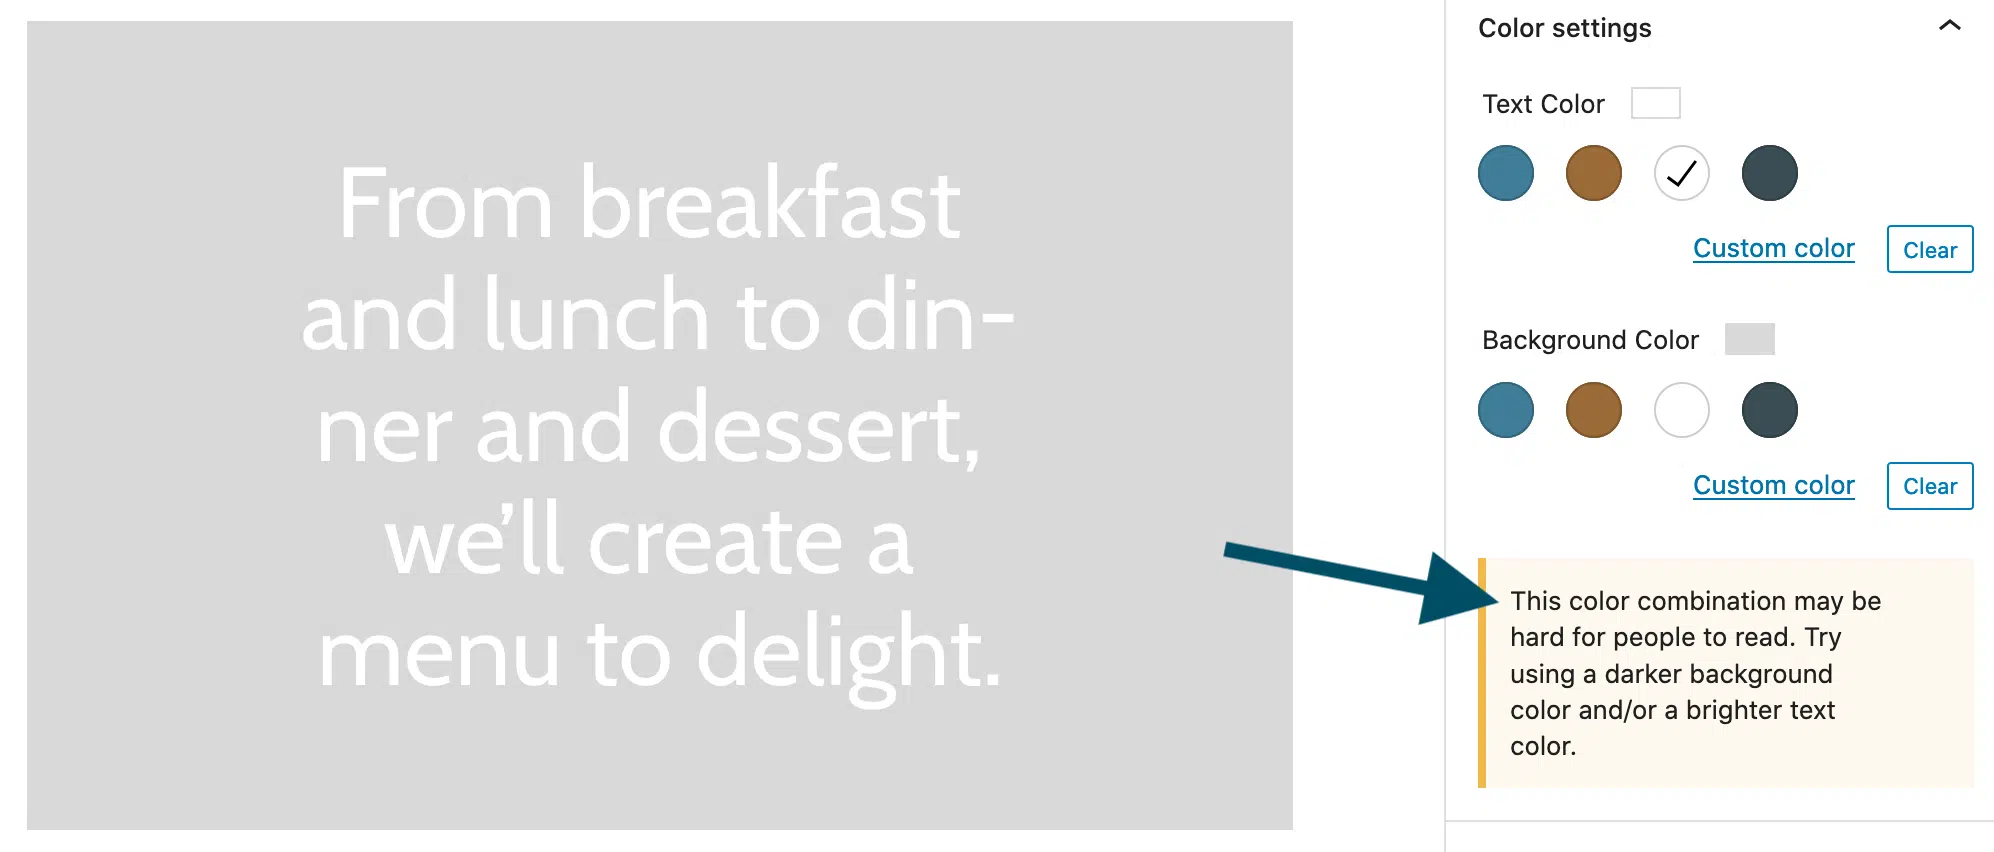 From breakfast
and lunch to din-
ner and dessert,
we’ll create a
menu to delight.
Color settings
Text Color
Custom color
Clear
Background Color
Custom color
Clear
This color combination may be
hard for people to read. Try
using a darker background
color and/or a brighter text
color.